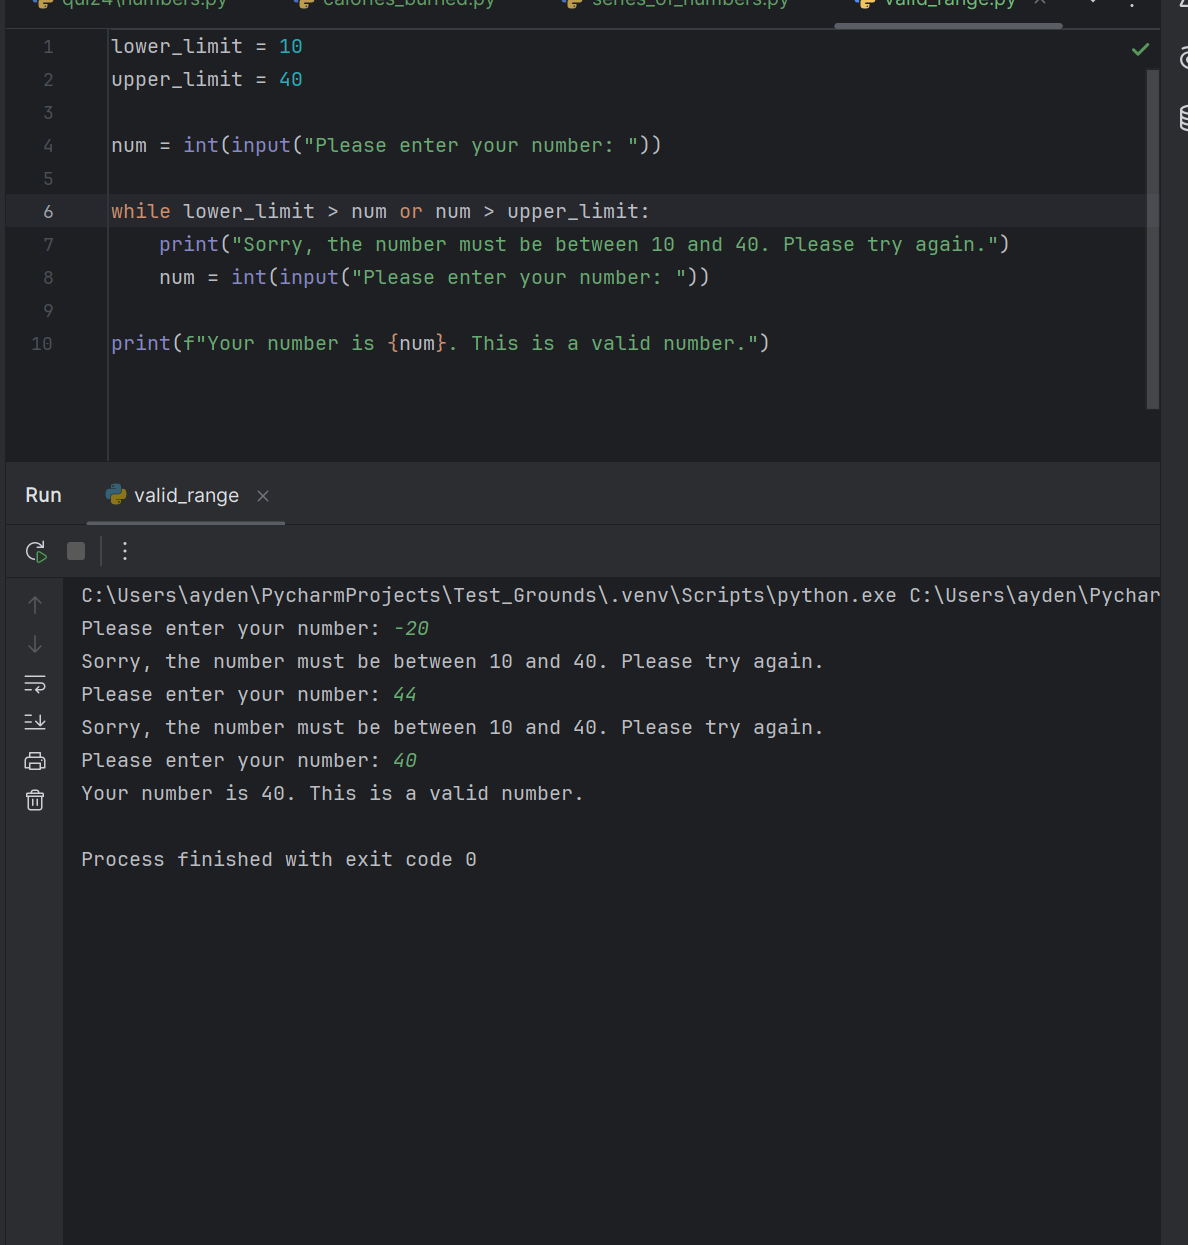 quiz4\numbers.py calories_burned.py series_of_numbers.py valid_range.py
1 lower_limit = 10
2 upper_limit = 40
3
4 num = int(input("Please enter your number: "))
5
6 while lower_limit > num or num > upper_limit:
7 print("Sorry, the number must be between 10 and 40. Please try again.")
8 num = int(input("Please enter your number: "))
9
10 print(f"Your number is {num}. This is a valid number.")
Run valid_range
C:\Users\ayden\PycharmProjects\Test_Grounds\.venv\Scripts\python.exe C:\Users\ayden\Pychar
Please enter your number: -20
Sorry, the number must be between 10 and 40. Please try again.
Please enter your number: 44
Sorry, the number must be between 10 and 40. Please try again.
Please enter your number: 40
Your number is 40. This is a valid number.
Process finished with exit code 0